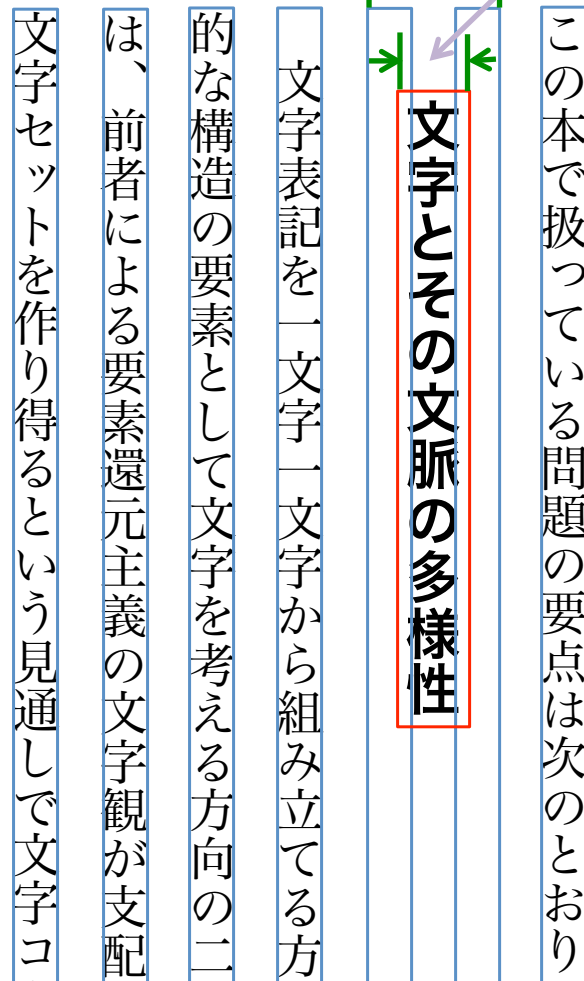 この本で扱っている問題の要点は次のとおり
文字とその文脈の多様性
文字表記を一文字一文字から組み立てる方
的な構造の要素として文字を考える方向の二
は、前者による要素還元主義の文字観が支配
文字セットを作り得るという見通しで文字コ